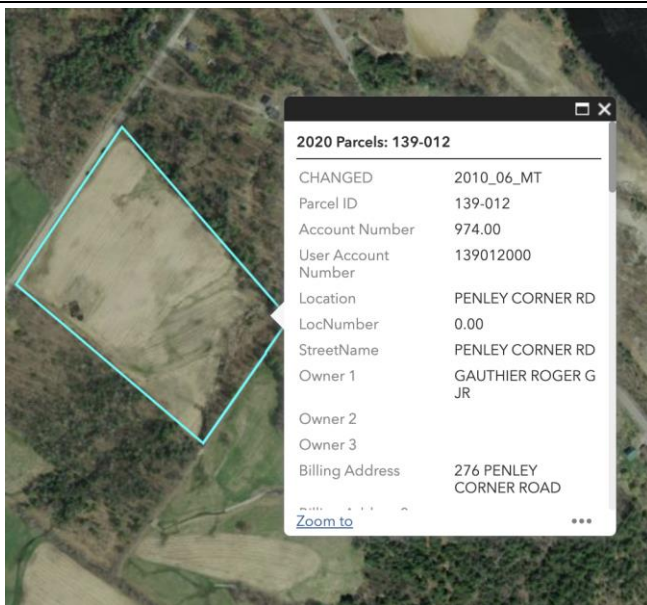 2020 Parcels: 139-012
CHANGED 2010_06_MT
Parcel ID 139-012
Account Number 974.00
User Account 139012000
Number
Location PENLEY CORNER RD
LocNumber 0.00
StreetName PENLEY CORNER RD
Owner 1 GAUTHIER ROGER G
JR
Owner 2
Owner 3
Billing Address 276 PENLEY
CORNER ROAD
Zoom to